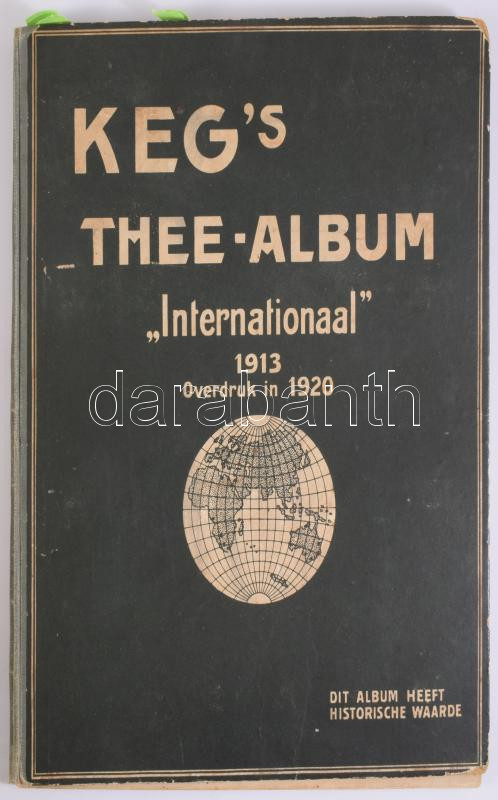 KEG's
THEE-ALBUM
„Internationaal”
1913
Overdruk in 1920
darabanth
DIT ALBUM HEEFT
HISTORISCHE WAARDE